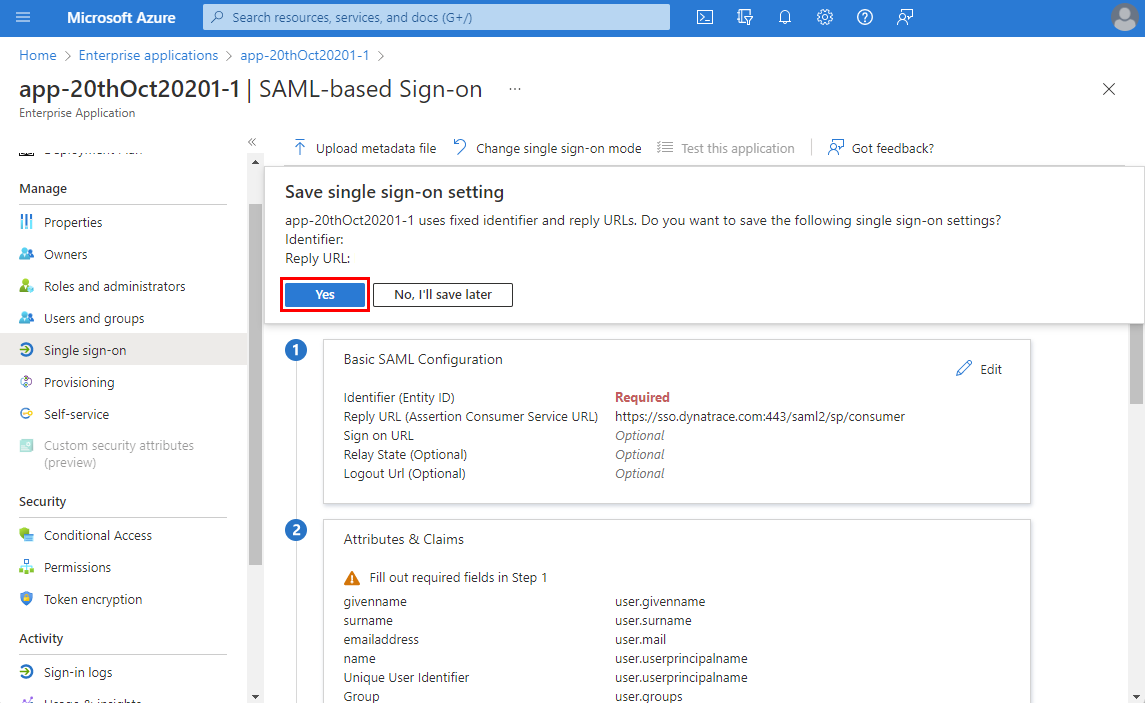 Microsoft Azure
Search resources, services, and docs (G+/)
Home > Enterprise applications > app-20thOct20201-1 >
app-20thOct20201-1 | SAML-based Sign-on ...
Enterprise Application
Upload metadata file
Change single sign-on mode
Test this application
Got feedback?
Manage
Properties
Owners
Roles and administrators
Users and groups
Single sign-on
Provisioning
Self-service
Custom security attributes
(preview)
Security
Conditional Access
Permissions
Token encryption
Activity
Sign-in logs
Save single sign-on setting
app-20thOct20201-1 uses fixed identifier and reply URLs. Do you want to save the following single sign-on settings?
Identifier:
Reply URL:
Yes
No, I'll save later
1
Basic SAML Configuration
Edit
Identifier (Entity ID) Required
Reply URL (Assertion Consumer Service URL) https://sso.dynatrace.com:443/saml2/sp/consumer
Sign on URL Optional
Relay State (Optional) Optional
Logout Url (Optional) Optional
2
Attributes & Claims
Fill out required fields in Step 1
givenname user.givenname
surname user.surname
emailaddress user.mail
name user.userprincipalname
Unique User Identifier user.userprincipalname
Group user.groups